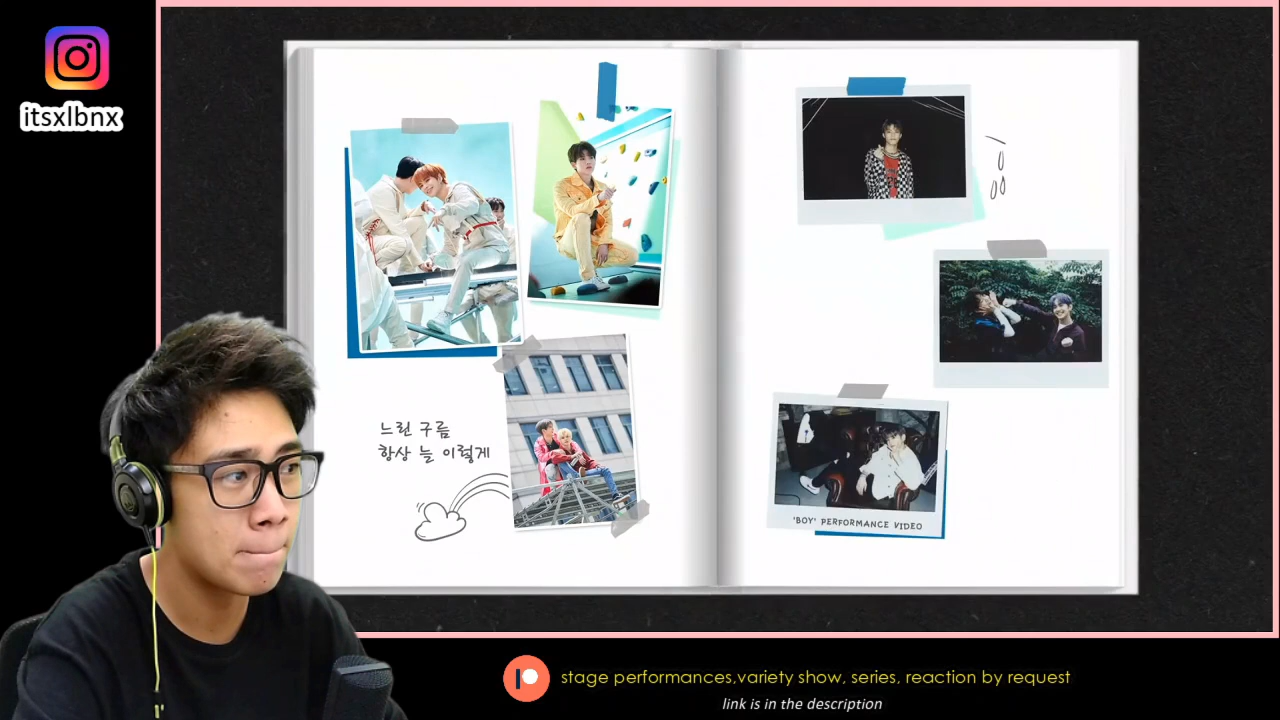 itsxlbnx
느린 구름
항상 늘 이렇게
'BOY' PERFORMANCE VIDEO
stage performances,variety show, series, reaction by request
link is in the description